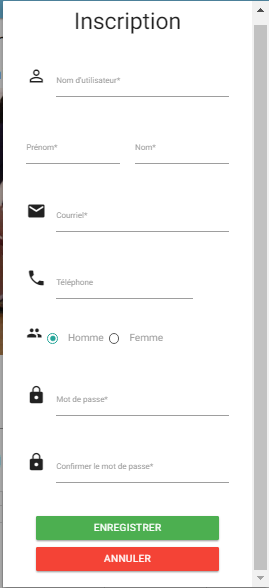 Inscription
Nom d'utilisateur*
Prénom* Nom*
Courriel*
Téléphone
Homme Femme
Mot de passe*
Confirmer le mot de passe*
ENREGISTRER
ANNULER